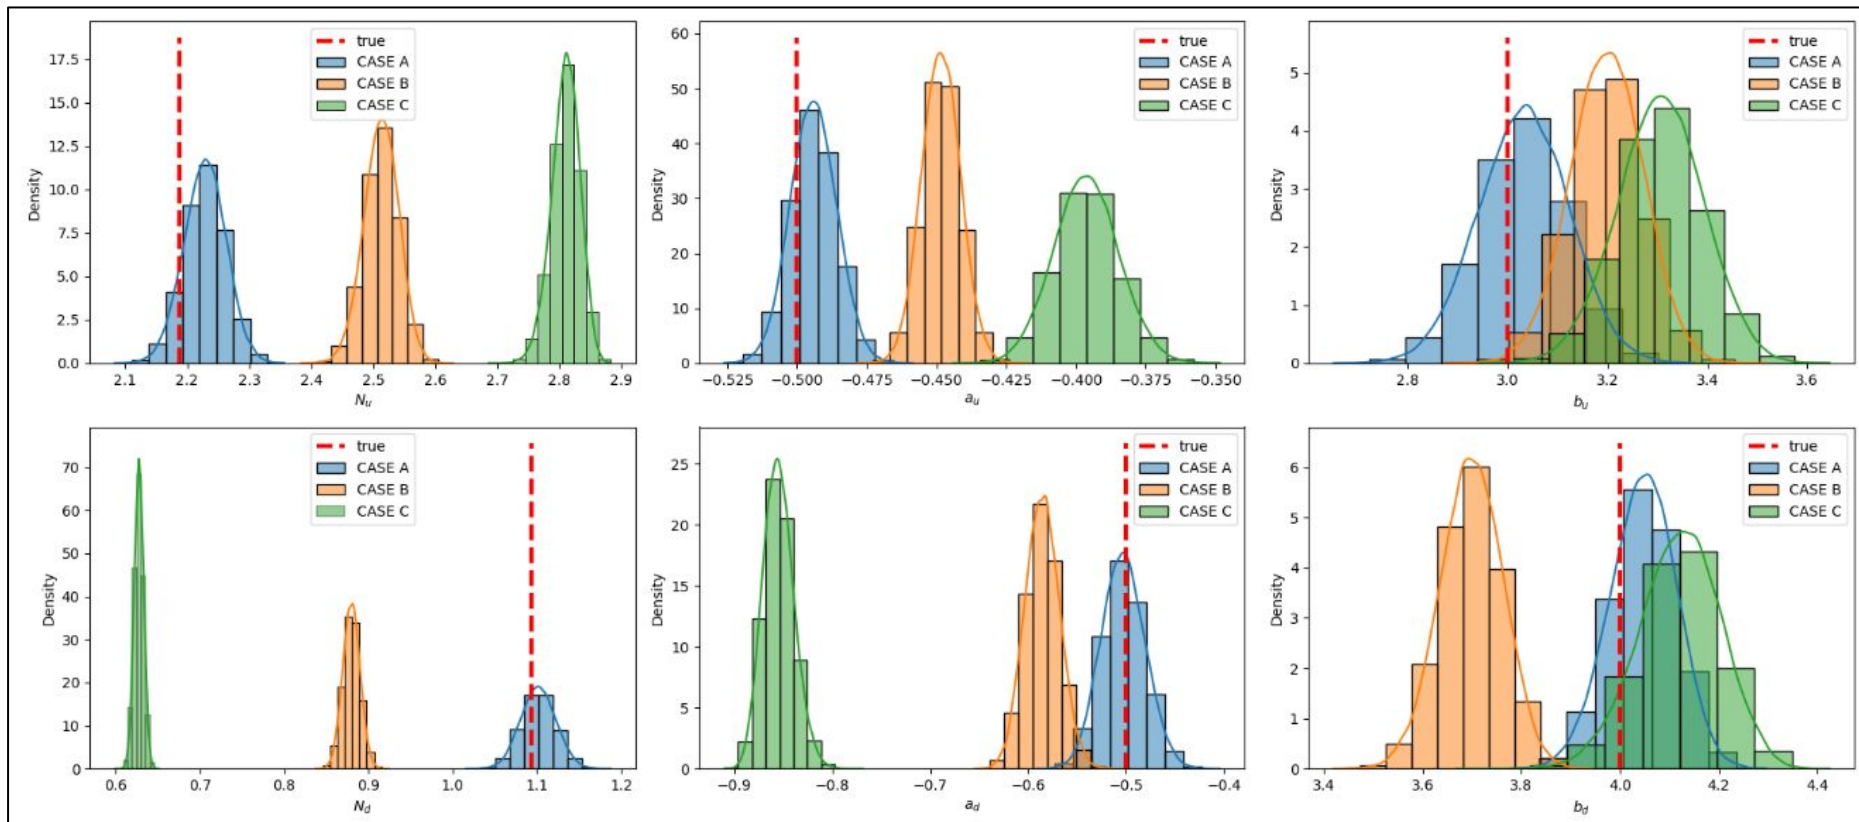 true
CASE A
CASE B
CASE C
Density
17.5
15.0
12.5
10.0
7.5
5.0
2.5
0.0
2.1 2.2 2.3 2.4 2.5 2.6 2.7 2.8 2.9
N_u
true
CASE A
CASE B
CASE C
Density
60
50
40
30
20
10
0
−0.525 −0.500 −0.475 −0.450 −0.425 −0.400 −0.375 −0.350
a_u
true
CASE A
CASE B
CASE C
Density
5
4
3
2
1
0
2.8 3.0 3.2 3.4 3.6
b_u
true
CASE A
CASE B
CASE C
Density
70
60
50
40
30
20
10
0
0.6 0.7 0.8 0.9 1.0 1.1 1.2
N_d
true
CASE A
CASE B
CASE C
Density
25
20
15
10
5
0
−0.9 −0.8 −0.7 −0.6 −0.5 −0.4
a_d
true
CASE A
CASE B
CASE C
Density
6
5
4
3
2
1
0
3.4 3.6 3.8 4.0 4.2 4.4
b_d